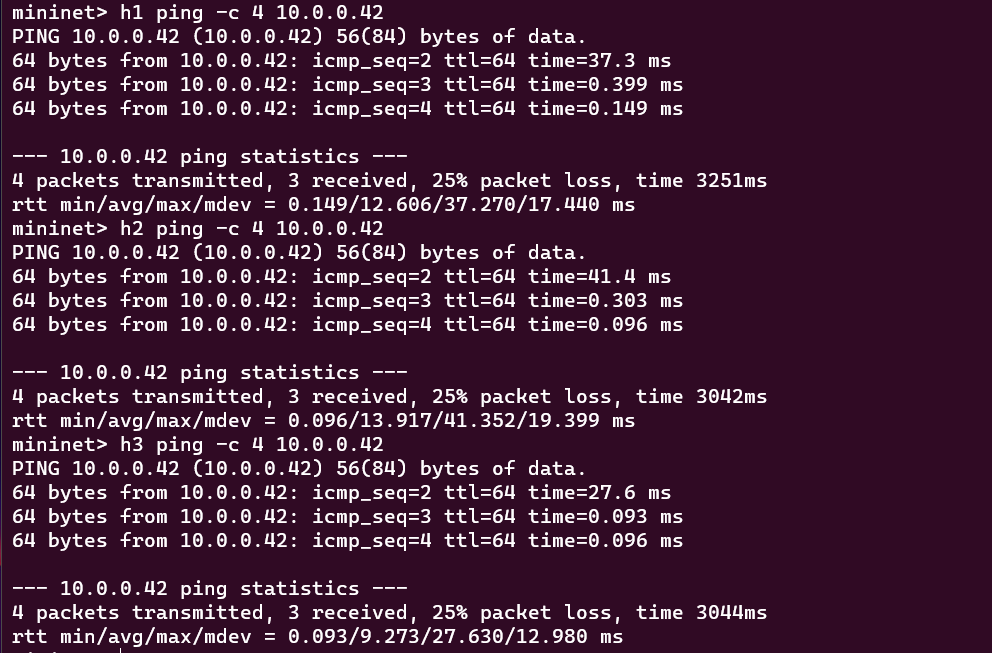 mininet> h1 ping -c 4 10.0.0.42
PING 10.0.0.42 (10.0.0.42) 56(84) bytes of data.
64 bytes from 10.0.0.42: icmp_seq=2 ttl=64 time=37.3 ms
64 bytes from 10.0.0.42: icmp_seq=3 ttl=64 time=0.399 ms
64 bytes from 10.0.0.42: icmp_seq=4 ttl=64 time=0.149 ms

--- 10.0.0.42 ping statistics ---
4 packets transmitted, 3 received, 25% packet loss, time 3251ms
rtt min/avg/max/mdev = 0.149/12.606/37.270/17.440 ms
mininet> h2 ping -c 4 10.0.0.42
PING 10.0.0.42 (10.0.0.42) 56(84) bytes of data.
64 bytes from 10.0.0.42: icmp_seq=2 ttl=64 time=41.4 ms
64 bytes from 10.0.0.42: icmp_seq=3 ttl=64 time=0.303 ms
64 bytes from 10.0.0.42: icmp_seq=4 ttl=64 time=0.096 ms

--- 10.0.0.42 ping statistics ---
4 packets transmitted, 3 received, 25% packet loss, time 3042ms
rtt min/avg/max/mdev = 0.096/13.917/41.352/19.399 ms
mininet> h3 ping -c 4 10.0.0.42
PING 10.0.0.42 (10.0.0.42) 56(84) bytes of data.
64 bytes from 10.0.0.42: icmp_seq=2 ttl=64 time=27.6 ms
64 bytes from 10.0.0.42: icmp_seq=3 ttl=64 time=0.093 ms
64 bytes from 10.0.0.42: icmp_seq=4 ttl=64 time=0.096 ms

--- 10.0.0.42 ping statistics ---
4 packets transmitted, 3 received, 25% packet loss, time 3044ms
rtt min/avg/max/mdev = 0.093/9.273/27.630/12.980 ms